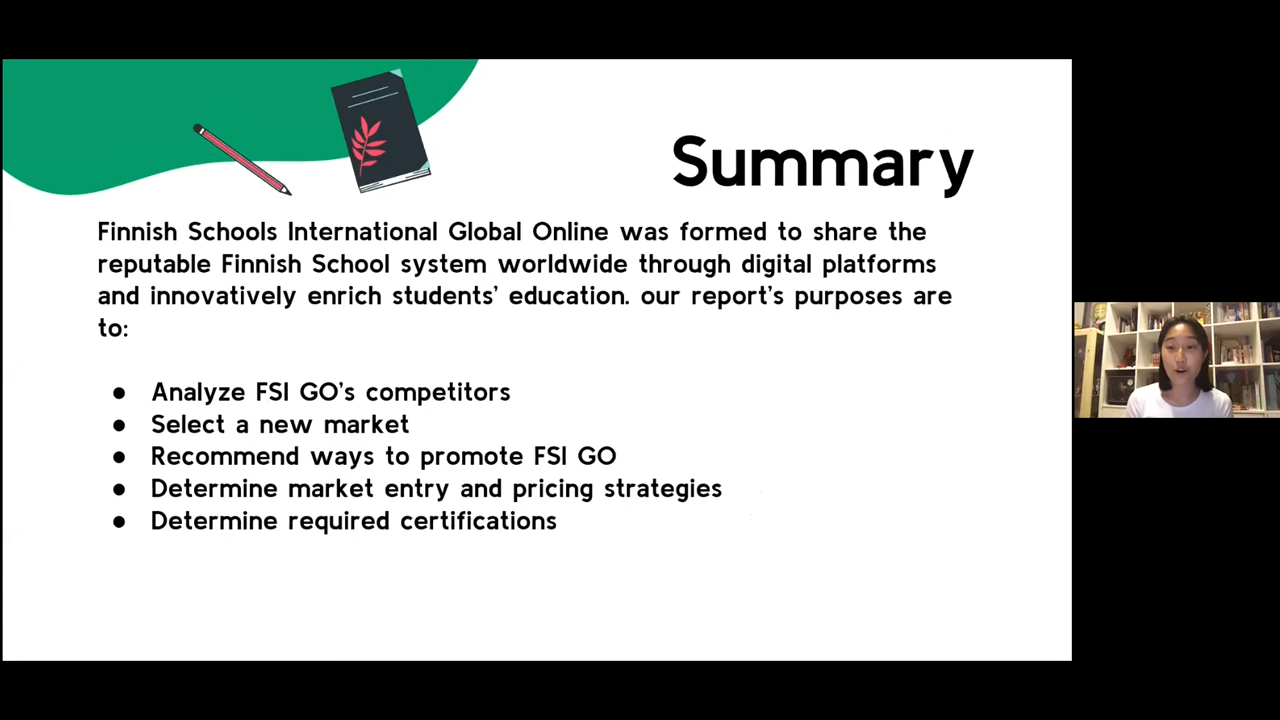 Summary
Finnish Schools International Global Online was formed to share the
reputable Finnish School system worldwide through digital platforms
and innovatively enrich students’ education. our report’s purposes are
to:
● Analyze FSI GO’s competitors
● Select a new market
● Recommend ways to promote FSI GO
● Determine market entry and pricing strategies
● Determine required certifications